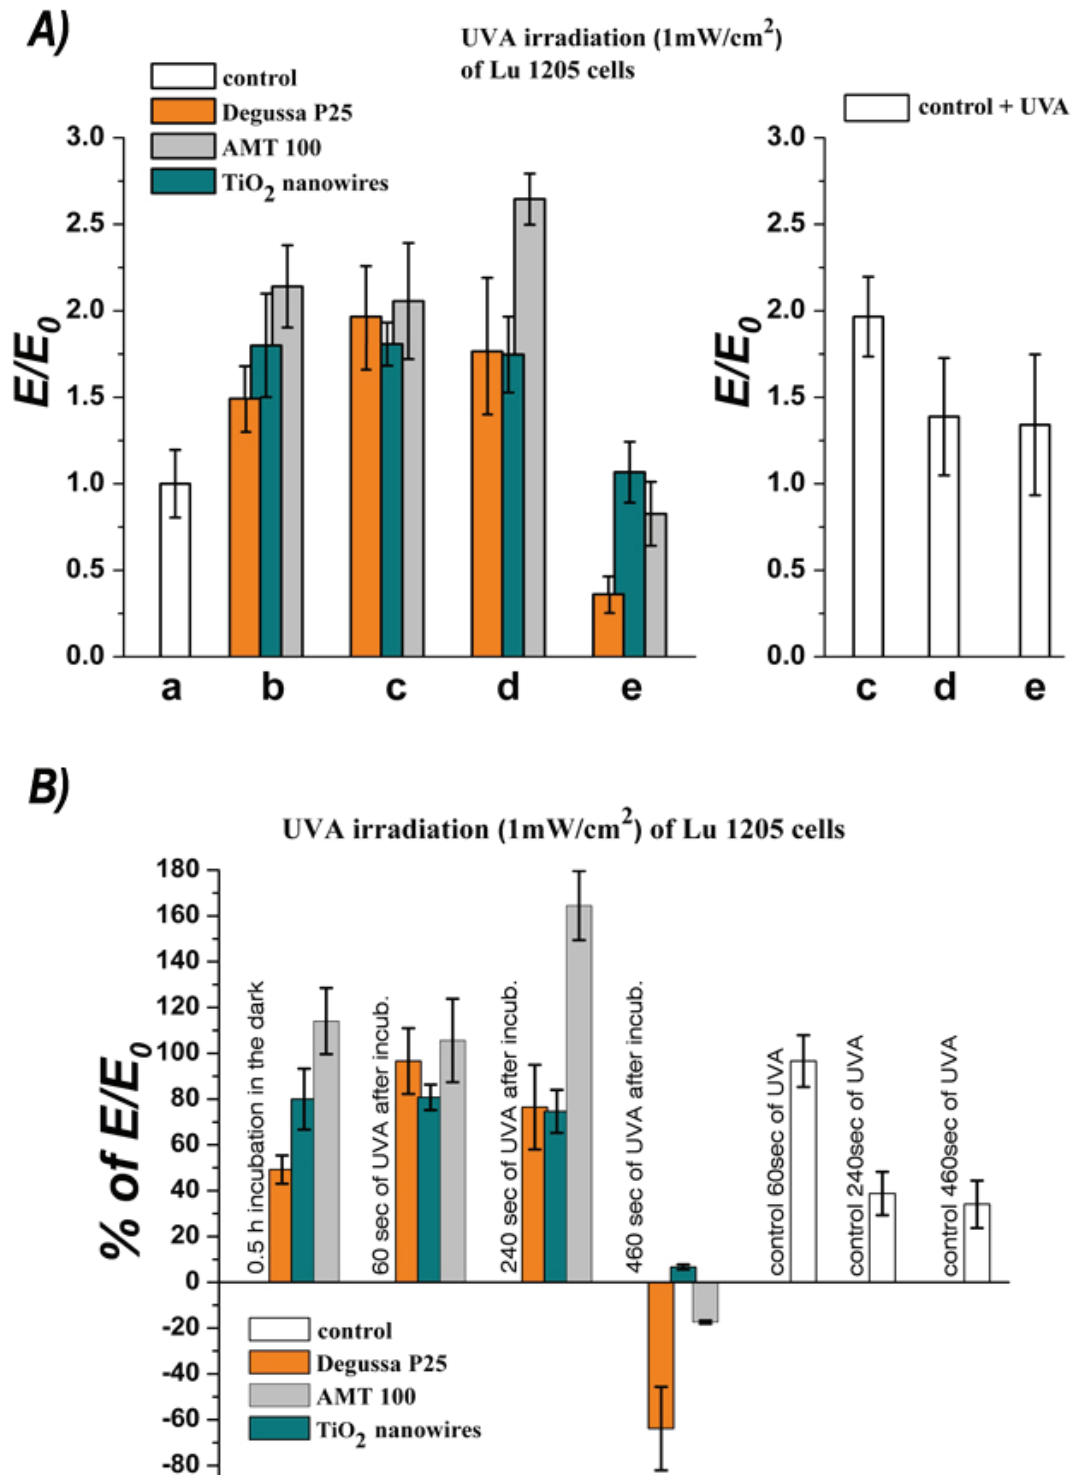 A)
UVA irradiation (1mW/cm²)
of Lu 1205 cells
control
Degussa P25
AMT 100
TiO₂ nanowires
control + UVA
3.0
2.5
2.0
1.5
1.0
0.5
0.0
E/E₀
a b c d e
3.0
2.5
2.0
1.5
1.0
0.5
0.0
E/E₀
c d e
B)
UVA irradiation (1mW/cm²) of Lu 1205 cells
180
160
140
120
100
80
60
40
20
0
-20
-40
-60
-80
% of E/E₀
0.5 h incubation in the dark
60 sec of UVA after incub.
240 sec of UVA after incub.
460 sec of UVA after incub.
control 60sec of UVA
control 240sec of UVA
control 460sec of UVA
control
Degussa P25
AMT 100
TiO₂ nanowires